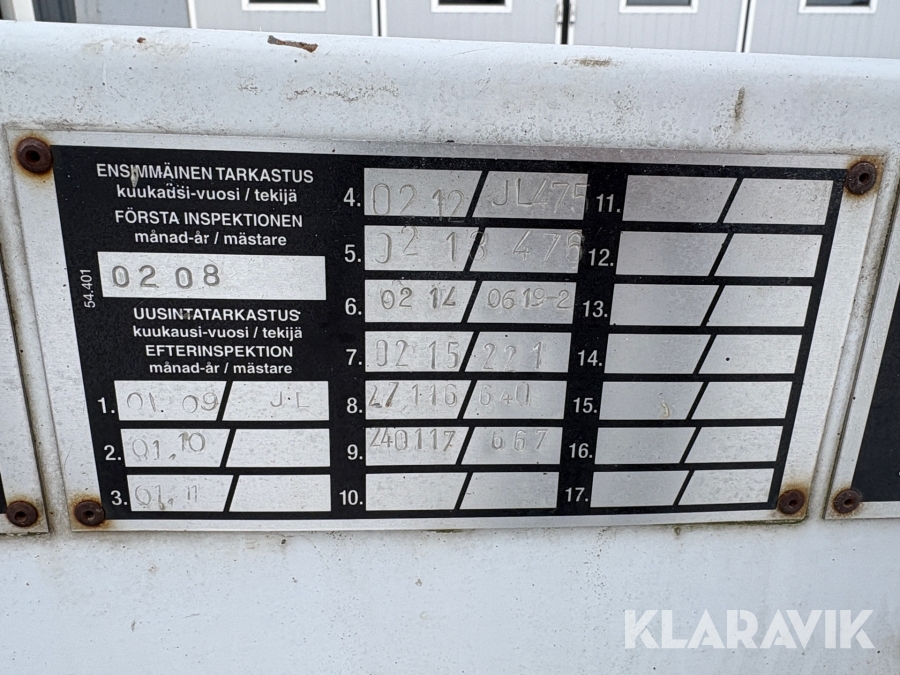 ENSIMMÄINEN TARKASTUS
kuukausi-vuosi / tekijä
FÖRSTA INSPEKTIONEN
månad-år / mästare
02 08
54.401
UUSINTATARKASTUS
kuukausi-vuosi / tekijä
EFTERINSPEKTION
månad-år / mästare
1. 01.09 J.L
2. 01.10
3. 01.11
4. 02 12 JL/475
5. 02 13 476
6. 02 14 0619-2
7. 02 15 221
8. 27 116 640
9. 240117 667
10.
11.
12.
13.
14.
15.
16.
17.
KLARAVIK